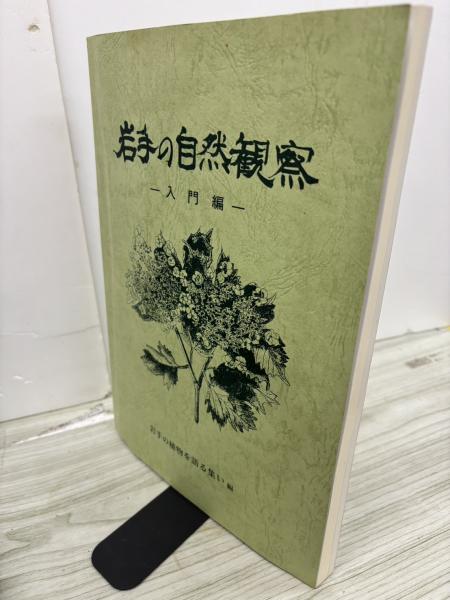 岩手の自然観察
—入門編—
岩手の植物を語る集い 編